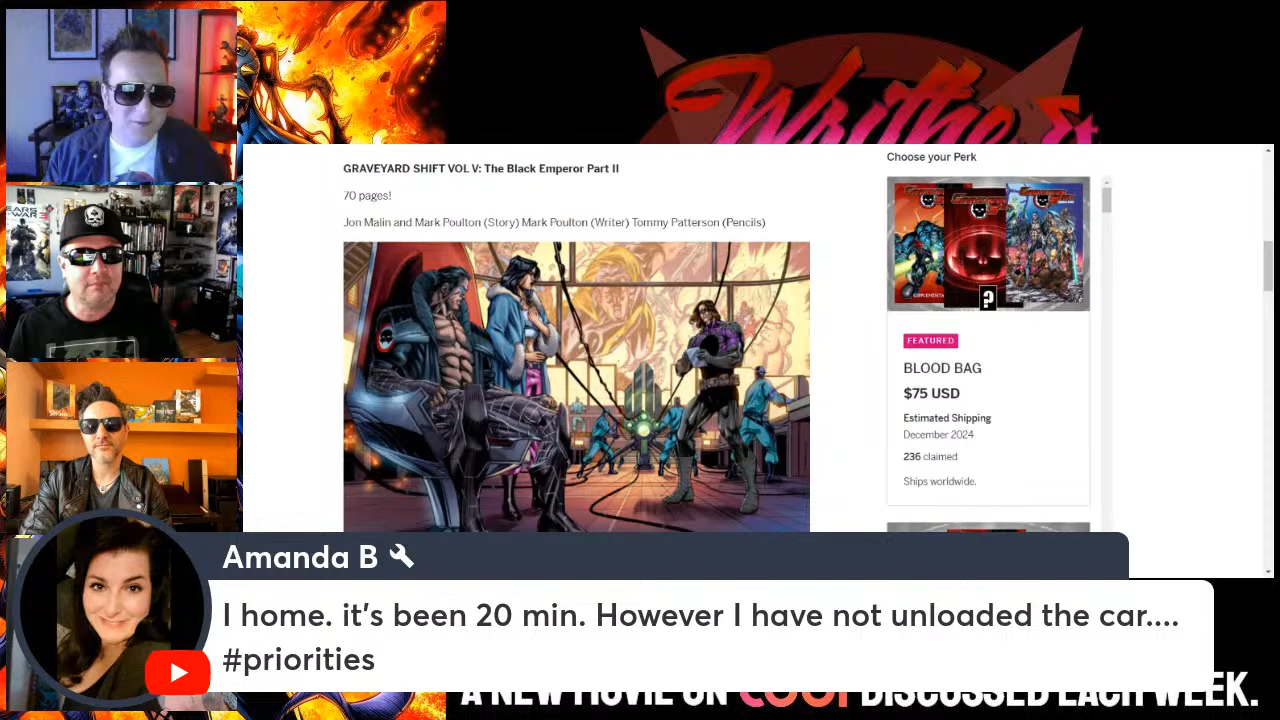 Writhe &
GRAVEYARD SHIFT VOL V: The Black Emperor Part II
70 pages!
Jon Malin and Mark Poulton (Story) Mark Poulton (Writer) Tommy Patterson (Pencils)
Choose your Perk
?
FEATURED
BLOOD BAG
$75 USD
Estimated Shipping
December 2024
236 claimed
Ships worldwide.
Amanda B
I home. it's been 20 min. However I have not unloaded the car....
#priorities
A NEW MOVIE ON DISCUSSED EACH WEEK.